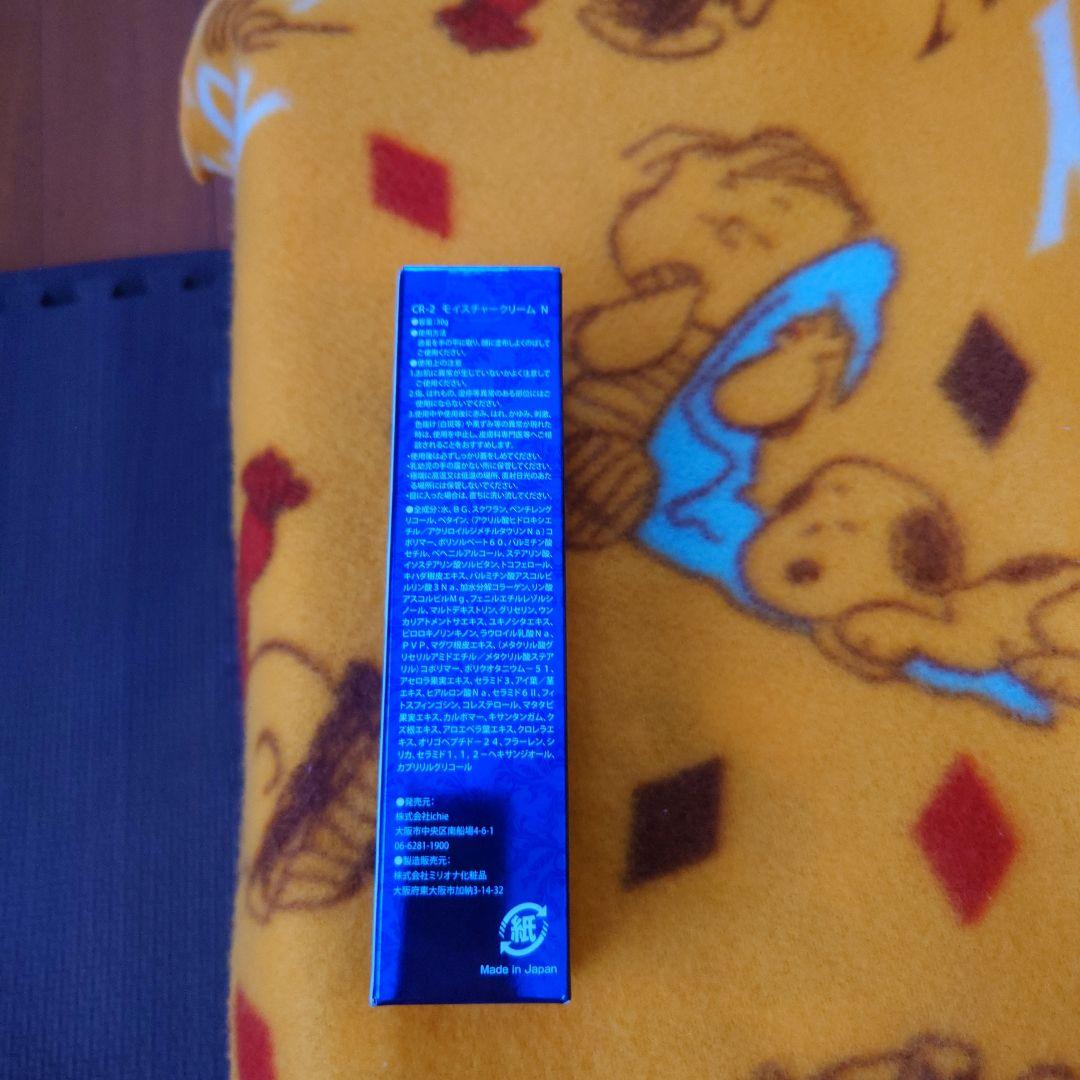 CR-2 モイスチャークリーム N
●容量:30g
●使用方法
適量を手の平に取り、顔に塗布しよくのばして
ご使用ください。
●使用上の注意
1.お肌に異常が生じていないかよく注意して
ご使用ください。
2.傷、はれもの、湿疹等異常のある部位にはご
使用にならないでください。
3.使用中や使用後に赤み、はれ、かゆみ、刺激、
色抜け(白斑等)や黒ずみ等の異常が現れた
時は、使用を中止し、皮膚科専門医等へご相
談されることをおすすめします。
・使用後は必ずしっかり蓋をしめてください。
・乳幼児の手の届かない所に保管してください。
・極端に高温又は低温の場所、直射日光のあた
る場所には保管しないでください。
・目に入った場合は、直ちに洗い流してください。
●全成分:水、BG、スクワラン、ペンチレング
リコール、ベタイン、(アクリル酸ヒドロキシエ
チル/アクリロイルジメチルタウリンNa)コ
ポリマー、ポリソルベート60、パルミチン酸
セチル、ベヘニルアルコール、ステアリン酸、
イソステアリン酸ソルビタン、トコフェロール、
キハダ樹皮エキス、パルミチン酸アスコルビ
ルリン酸3Na、加水分解コラーゲン、リン酸
アスコルビルMg、フェニルエチルレゾルシ
ノール、マルトデキストリン、グリセリン、ウン
カリアトメントサエキス、ユキノシタエキス、
ピロロキノリンキノン、ラウロイル乳酸Na、
PVP、マグワ根皮エキス、(メタクリル酸グ
リセリルアミドエチル/メタクリル酸ステア
リル)コポリマー、ポリクオタニウム-51、
アセロラ果実エキス、セラミド3、アイ葉/茎
エキス、ヒアルロン酸Na、セラミド6Ⅱ、フィ
トスフィンゴシン、コレステロール、マタタビ
果実エキス、カルボマー、キサンタンガム、ク
ズ根エキス、アロエベラ葉エキス、クロレラエ
キス、オリゴペプチド-24、フラーレン、シ
リカ、セラミド1、1,2-ヘキサンジオール、
カプリリルグリコール
●発売元:
株式会社ichie
大阪市中央区南船場4-6-1
06-6281-1900
●製造販売元:
株式会社ミリオナ化粧品
大阪府東大阪市加納3-14-32
紙
Made in Japan